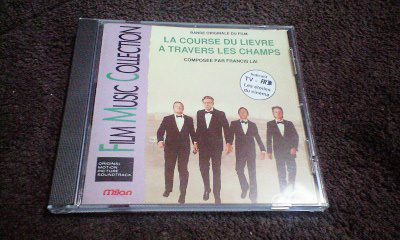 BANDE ORIGINALE DU FILM
LA COURSE DU LIEVRE
A TRAVERS LES CHAMPS
COMPOSEE PAR FRANCIS LAI
TV -
Les étoiles
du cinéma
FILM MUSIC COLLECTION
ORIGINAL
MOTION
PICTURE
SOUNDTRACK
Milan